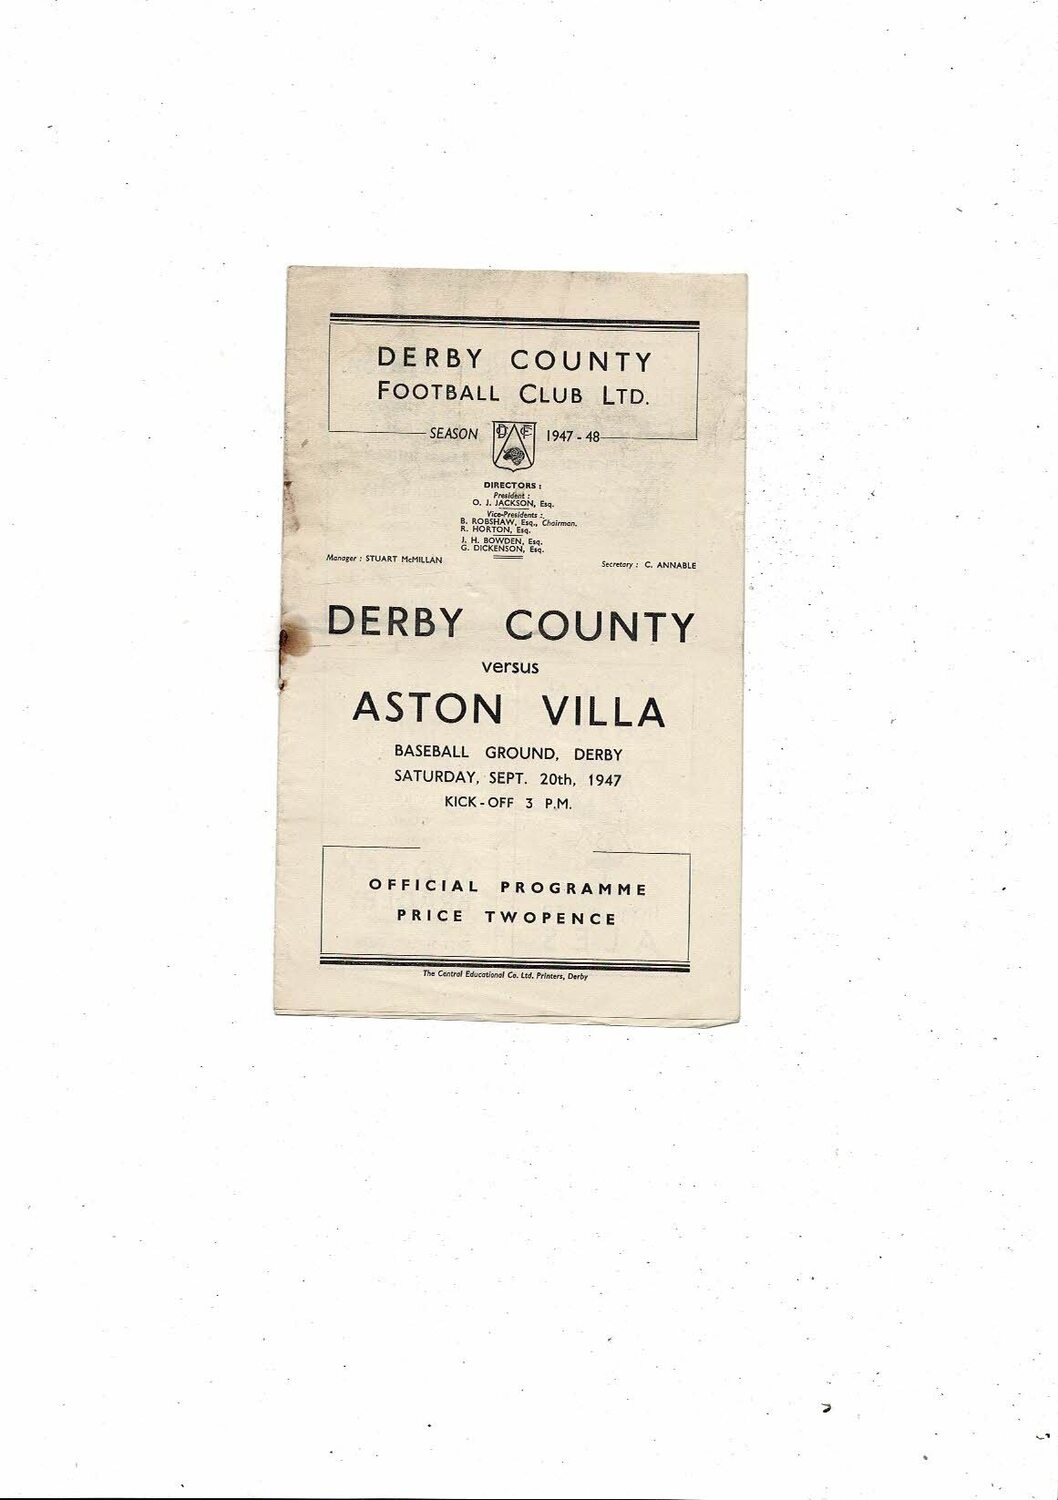 DERBY COUNTY
FOOTBALL CLUB LTD.
SEASON DCFC 1947-48
DIRECTORS:
President:
O. J. JACKSON, Esq.
Vice-Presidents:
B. ROBSHAW, Esq., Chairman.
R. HORTON, Esq.
J. H. BOWDEN, Esq.
G. DICKENSON, Esq.
Manager: STUART McMILLAN
Secretary: C. ANNABLE
DERBY COUNTY
versus
ASTON VILLA
BASEBALL GROUND, DERBY
SATURDAY, SEPT. 20th, 1947
KICK-OFF 3 P.M.
OFFICIAL PROGRAMME
PRICE TWOPENCE
The Central Educational Co. Ltd. Printers, Derby